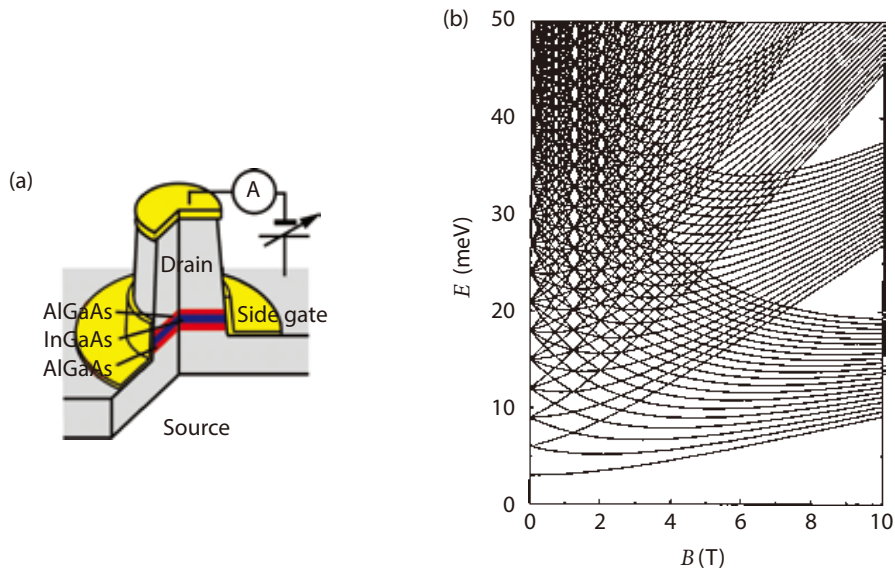 (a)
A
Drain
AlGaAs
InGaAs
AlGaAs
Side gate
Source
(b)
50
40
30
20
10
0
E (meV)
0 2 4 6 8 10
B (T)